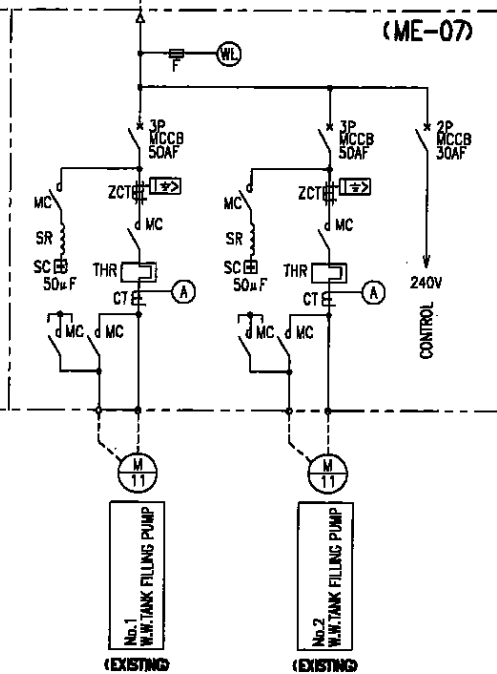 (ME-07)
WL
F
3P
MCCB
50AF
3P
MCCB
50AF
2P
MCCB
30AF
ZCT
ZCT
MC
MC
MC
MC
SR
SR
SC
50μF
SC
50μF
THR
THR
CT
A
CT
A
240V
CONTROL
MC
MC
MC
MC
M
11
M
11
No.1
W.W.TANK FILLING PUMP
No.2
W.W.TANK FILLING PUMP
(EXISTING)
(EXISTING)